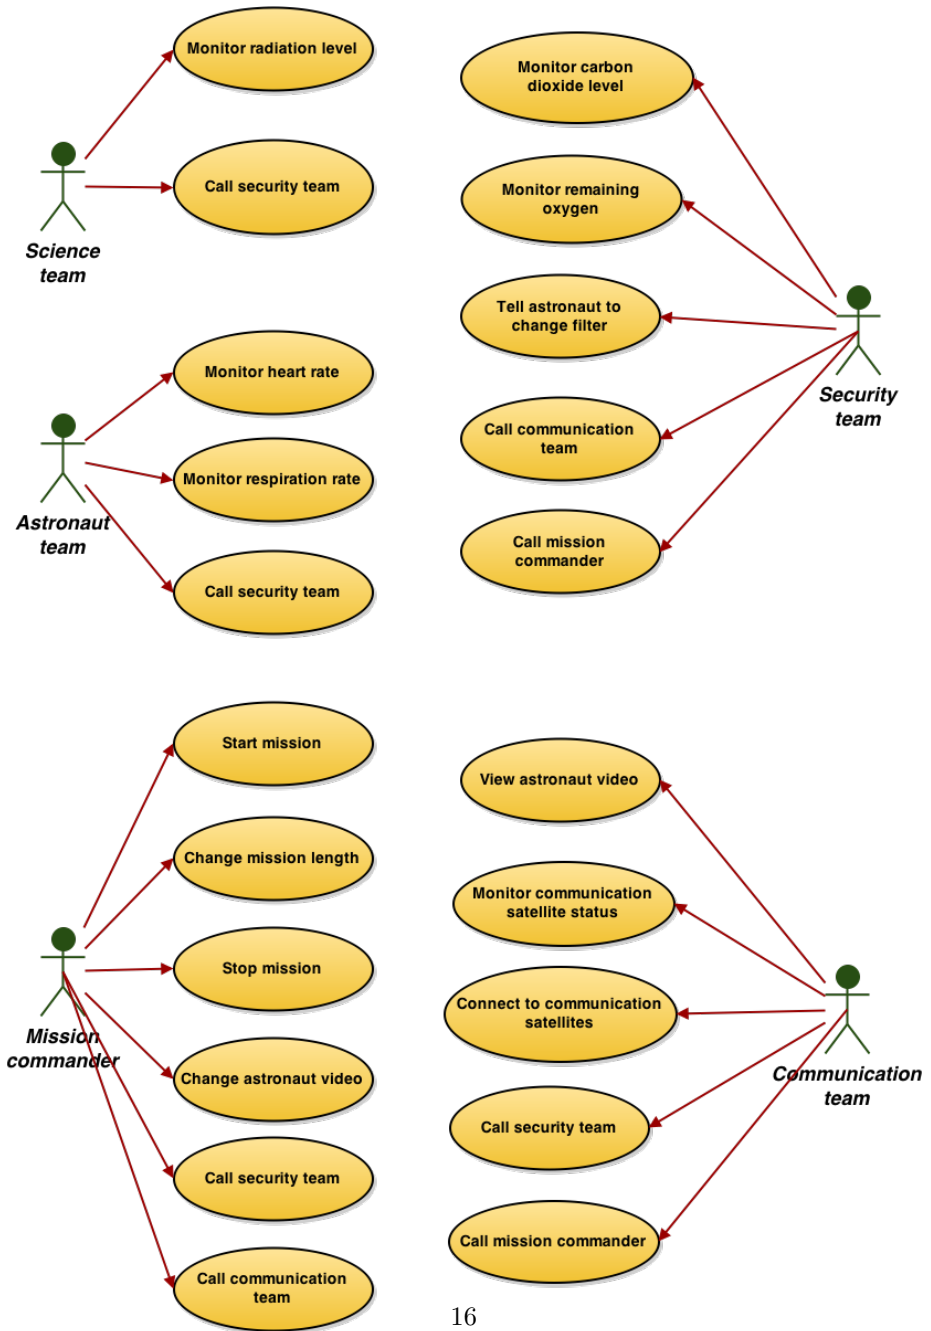 Monitor radiation level
Call security team
Science
team
Monitor heart rate
Monitor respiration rate
Call security team
Astronaut
team
Monitor carbon
dioxide level
Monitor remaining
oxygen
Tell astronaut to
change filter
Call communication
team
Call mission
commander
Security
team
Start mission
Change mission length
Stop mission
Change astronaut video
Call security team
Call communication
team
Mission
commander
View astronaut video
Monitor communication
satellite status
Connect to communication
satellites
Call security team
Call mission commander
Communication
team
16